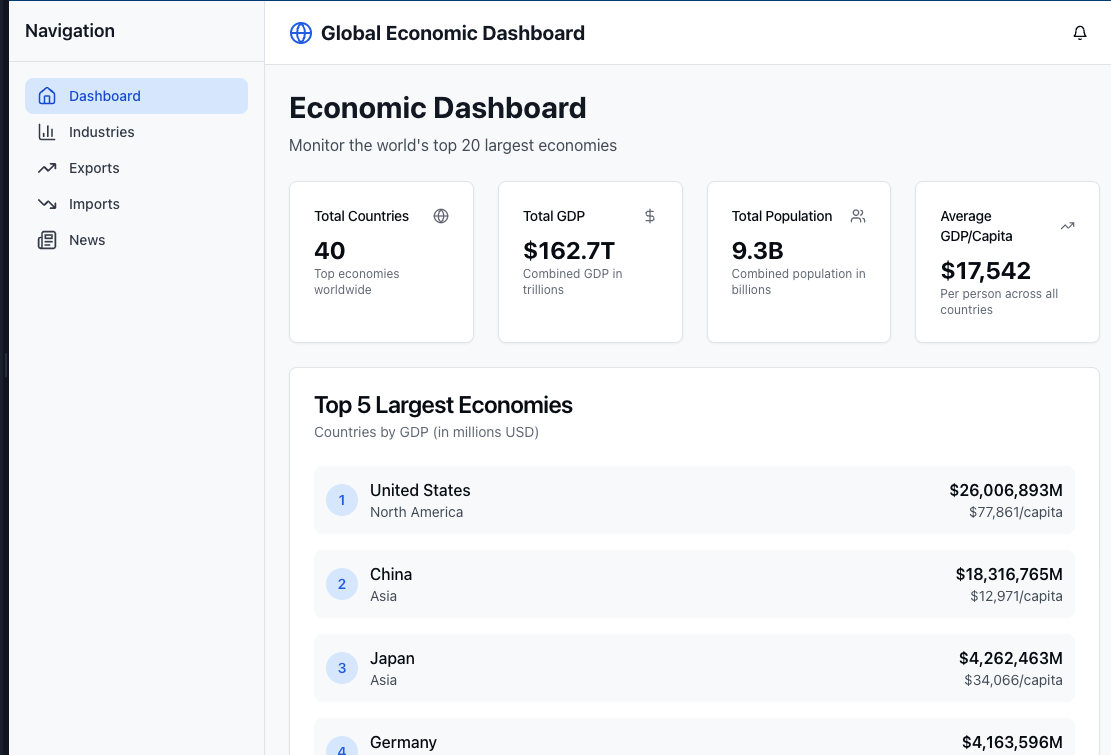 Navigation
Dashboard
Industries
Exports
Imports
News
Global Economic Dashboard
Economic Dashboard
Monitor the world's top 20 largest economies
Total Countries
40
Top economies
worldwide
Total GDP
$162.7T
Combined GDP in
trillions
Total Population
9.3B
Combined population in
billions
Average
GDP/Capita
$17,542
Per person across all
countries
Top 5 Largest Economies
Countries by GDP (in millions USD)
1
United States
$26,006,893M
North America
$77,861/capita
2
China
$18,316,765M
Asia
$12,971/capita
3
Japan
$4,262,463M
Asia
$34,066/capita
4
Germany
$4,163,596M